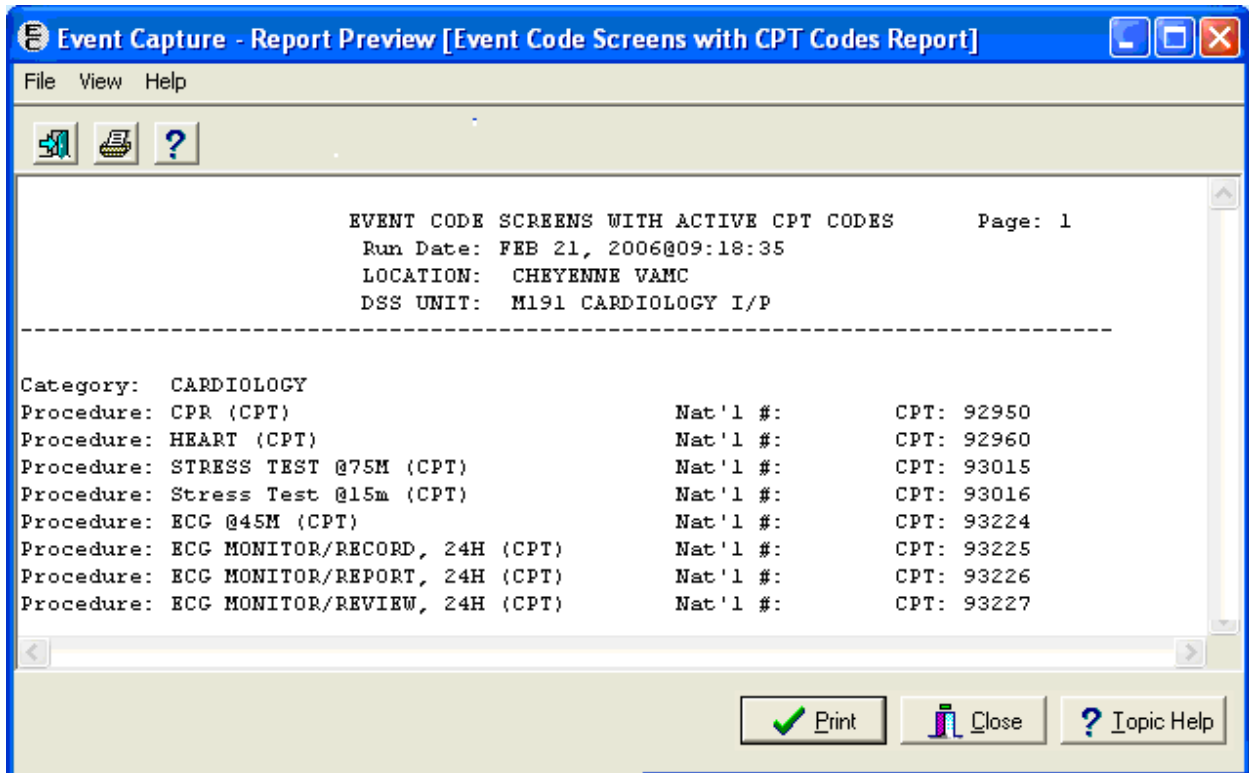 Event Capture - Report Preview [Event Code Screens with CPT Codes Report]
File View Help
EVENT CODE SCREENS WITH ACTIVE CPT CODES Page: 1
Run Date: FEB 21, 2006@09:18:35
LOCATION: CHEYENNE VAMC
DSS UNIT: M191 CARDIOLOGY I/P
--------------------------------------------------------------------------------
Category: CARDIOLOGY
Procedure: CPR (CPT) Nat'l #: CPT: 92950
Procedure: HEART (CPT) Nat'l #: CPT: 92960
Procedure: STRESS TEST @75M (CPT) Nat'l #: CPT: 93015
Procedure: Stress Test @15m (CPT) Nat'l #: CPT: 93016
Procedure: ECG @45M (CPT) Nat'l #: CPT: 93224
Procedure: ECG MONITOR/RECORD, 24H (CPT) Nat'l #: CPT: 93225
Procedure: ECG MONITOR/REPORT, 24H (CPT) Nat'l #: CPT: 93226
Procedure: ECG MONITOR/REVIEW, 24H (CPT) Nat'l #: CPT: 93227
Print Close ? Topic Help